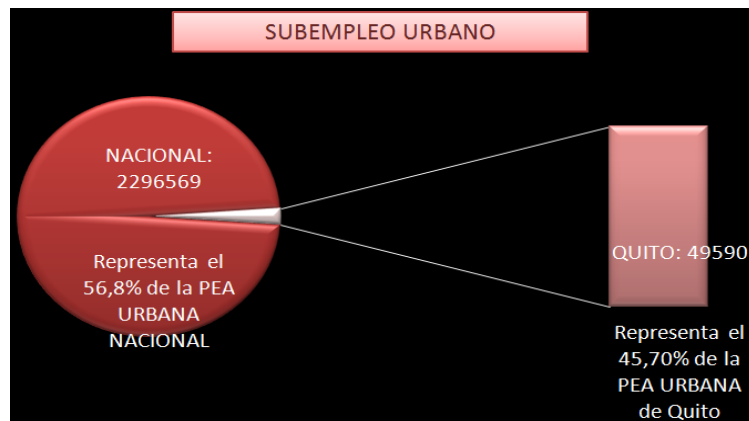 SUBEMPLEO URBANO
NACIONAL:
2296569
Representa el
56,8% de la PEA
URBANA
NACIONAL
QUITO: 49590
Representa el
45,70% de la
PEA URBANA
de Quito